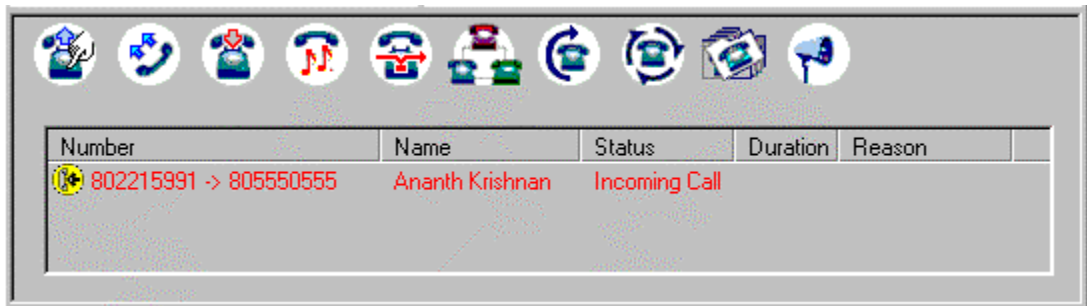 Number Name Status Duration Reason
802215991 -> 805550555 Ananth Krishnan Incoming Call